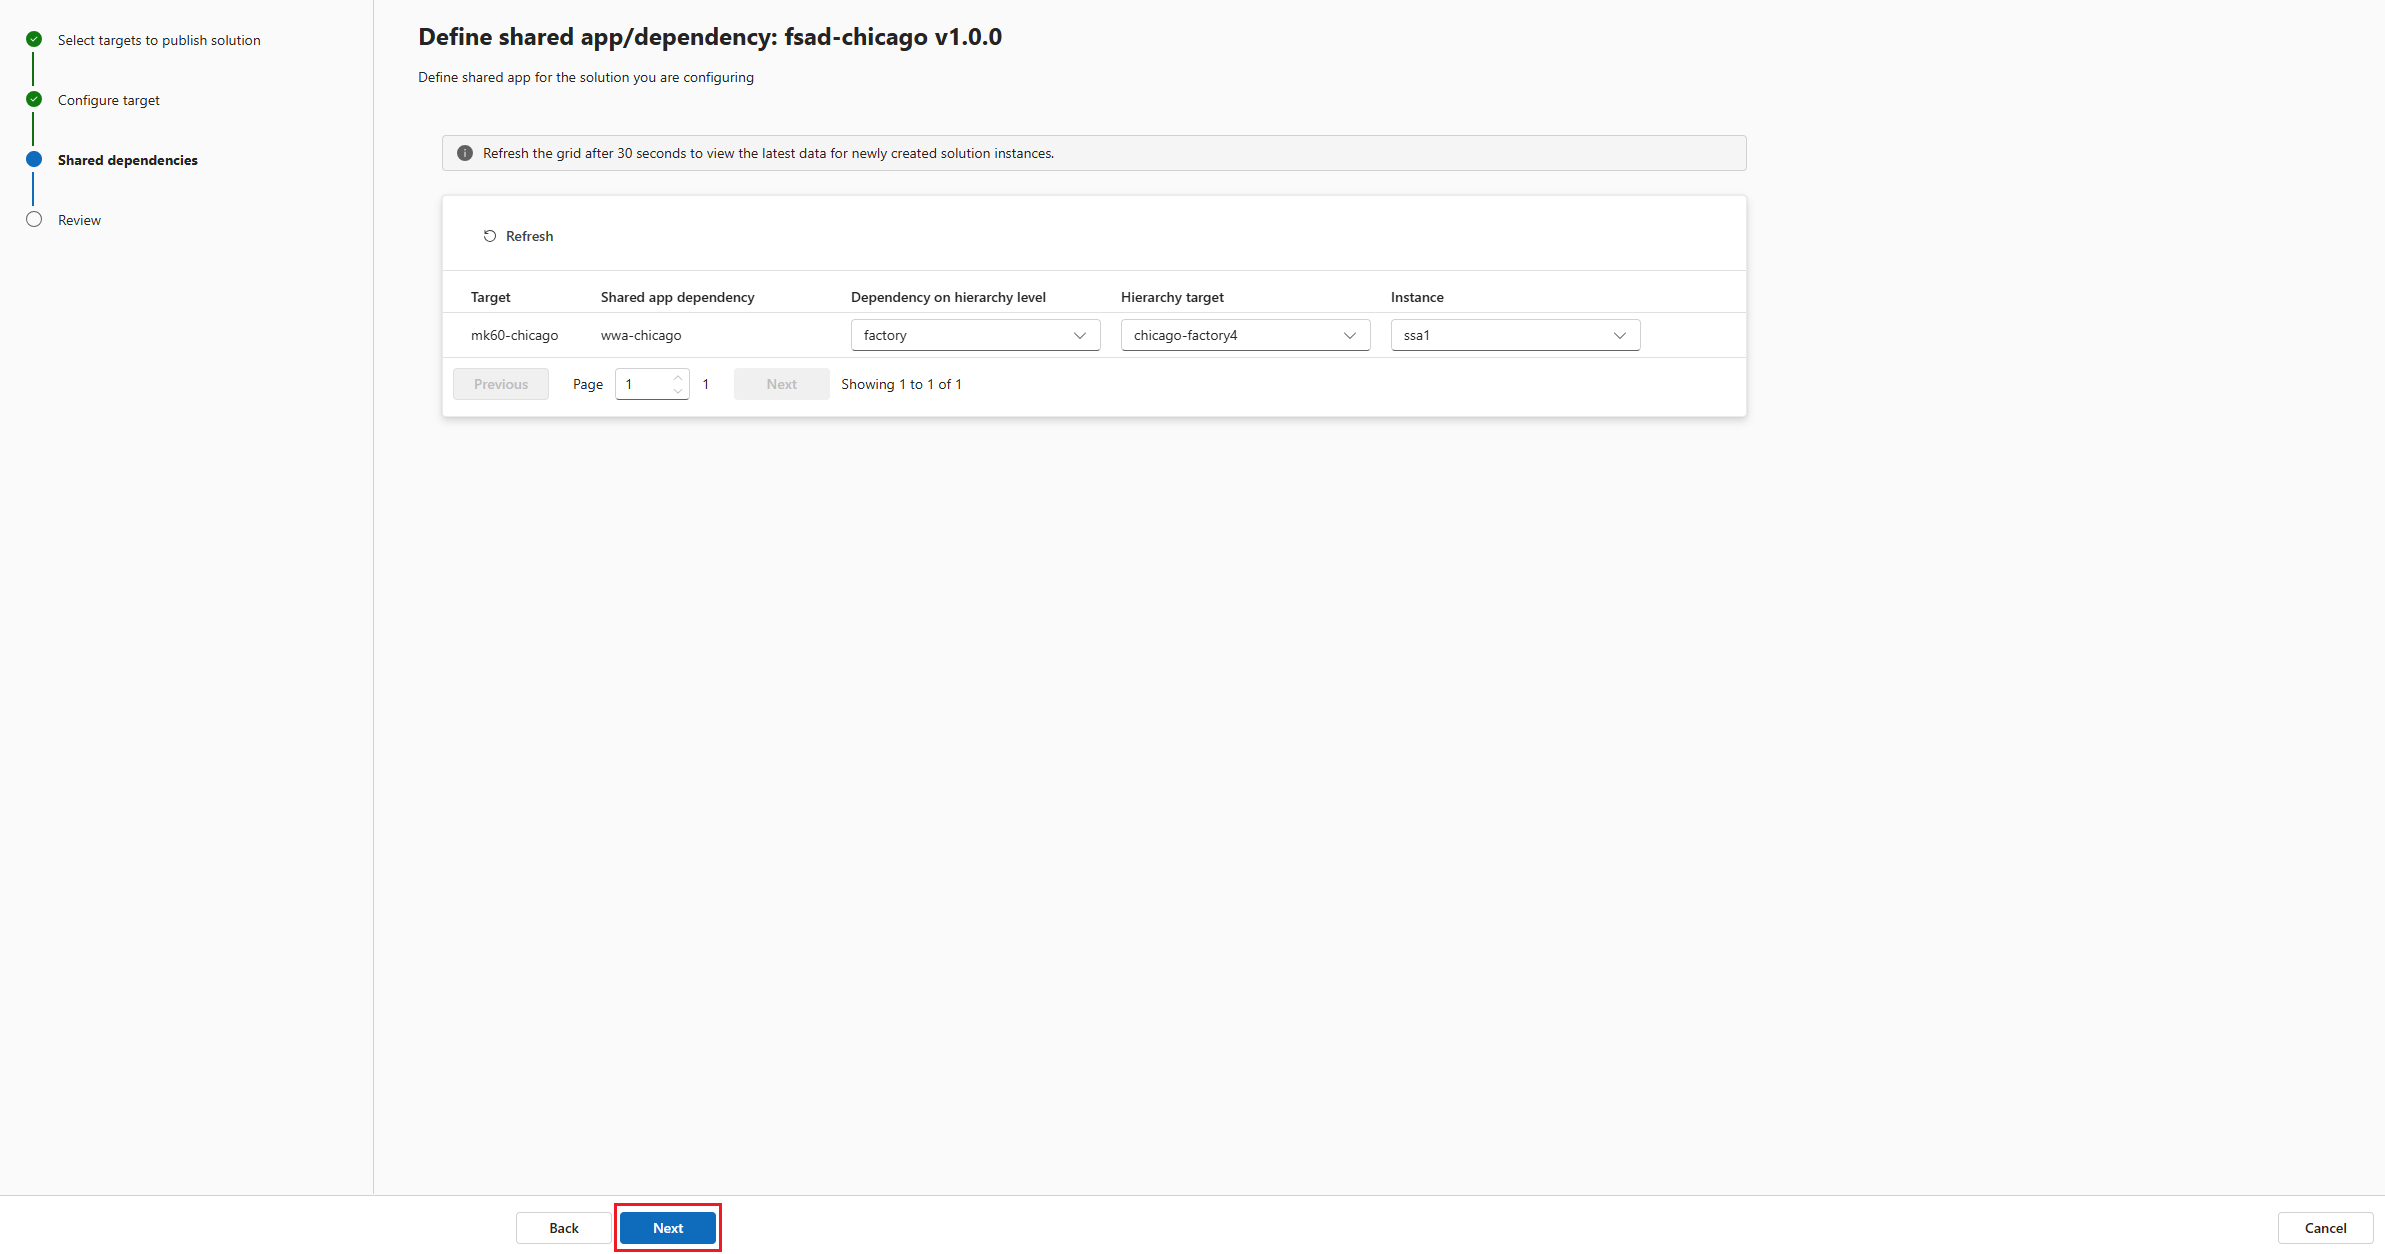 Select targets to publish solution
Configure target
Shared dependencies
Review
Define shared app/dependency: fsad-chicago v1.0.0
Define shared app for the solution you are configuring
Refresh the grid after 30 seconds to view the latest data for newly created solution instances.
Refresh
Target Shared app dependency Dependency on hierarchy level Hierarchy target Instance
mk60-chicago wwa-chicago factory chicago-factory4 ssa1
Previous Page 1 1 Next Showing 1 to 1 of 1
Back Next Cancel